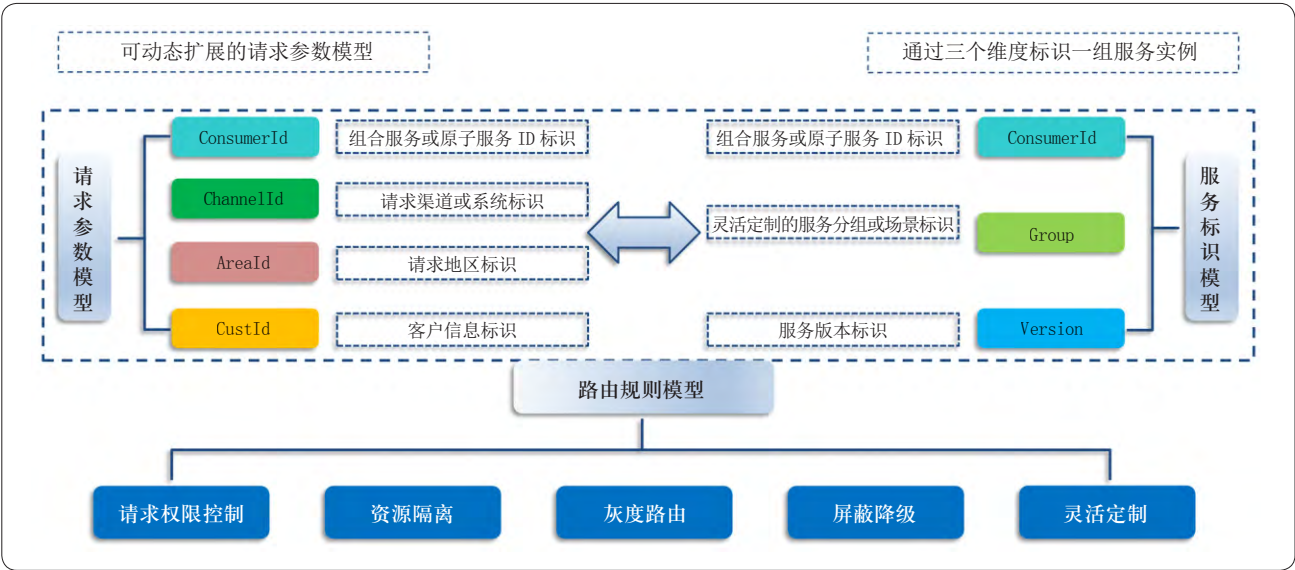 可动态扩展的请求参数模型
通过三个维度标识一组服务实例
请求参数模型
ConsumerId
组合服务或原子服务 ID 标识
ChannelId
请求渠道或系统标识
AreaId
请求地区标识
CustId
客户信息标识
组合服务或原子服务 ID 标识
ConsumerId
灵活定制的服务分组或场景标识
Group
服务版本标识
Version
服务标识模型
路由规则模型
请求权限控制
资源隔离
灰度路由
屏蔽降级
灵活定制